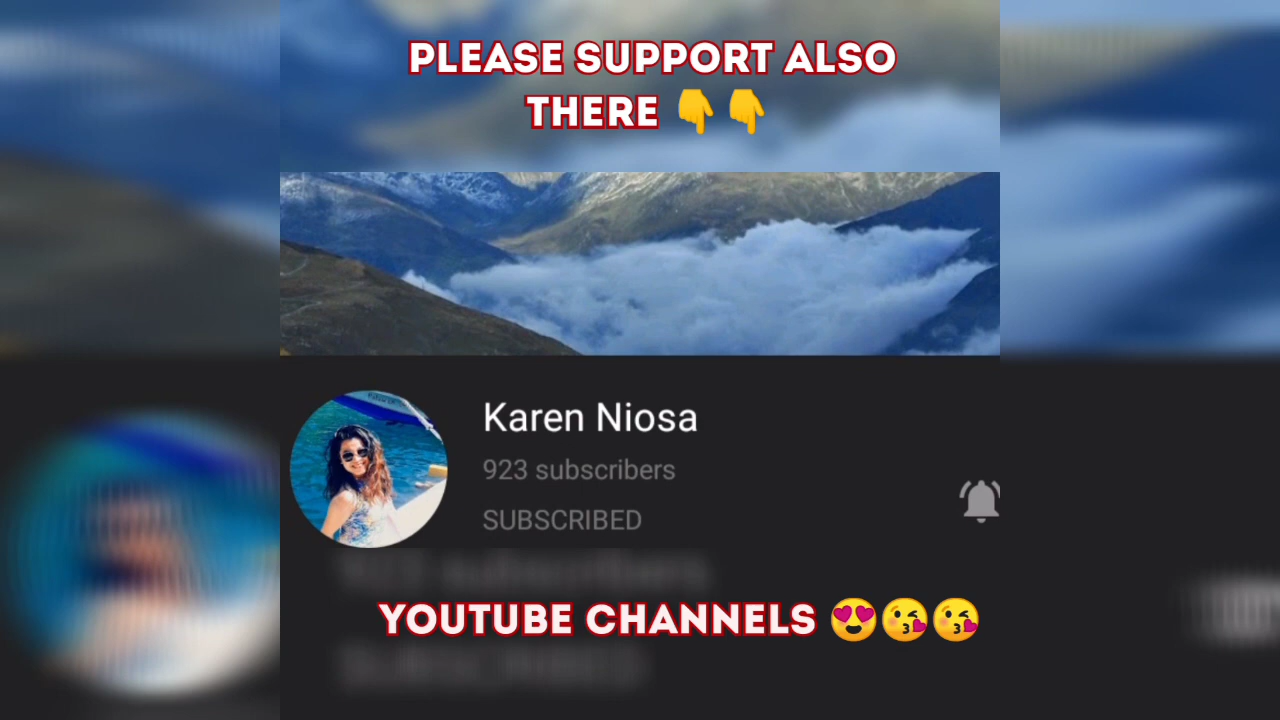 PLEASE SUPPORT ALSO
THERE 👇👇
Karen Niosa
923 subscribers
SUBSCRIBED
YOUTUBE CHANNELS 😍😘😘